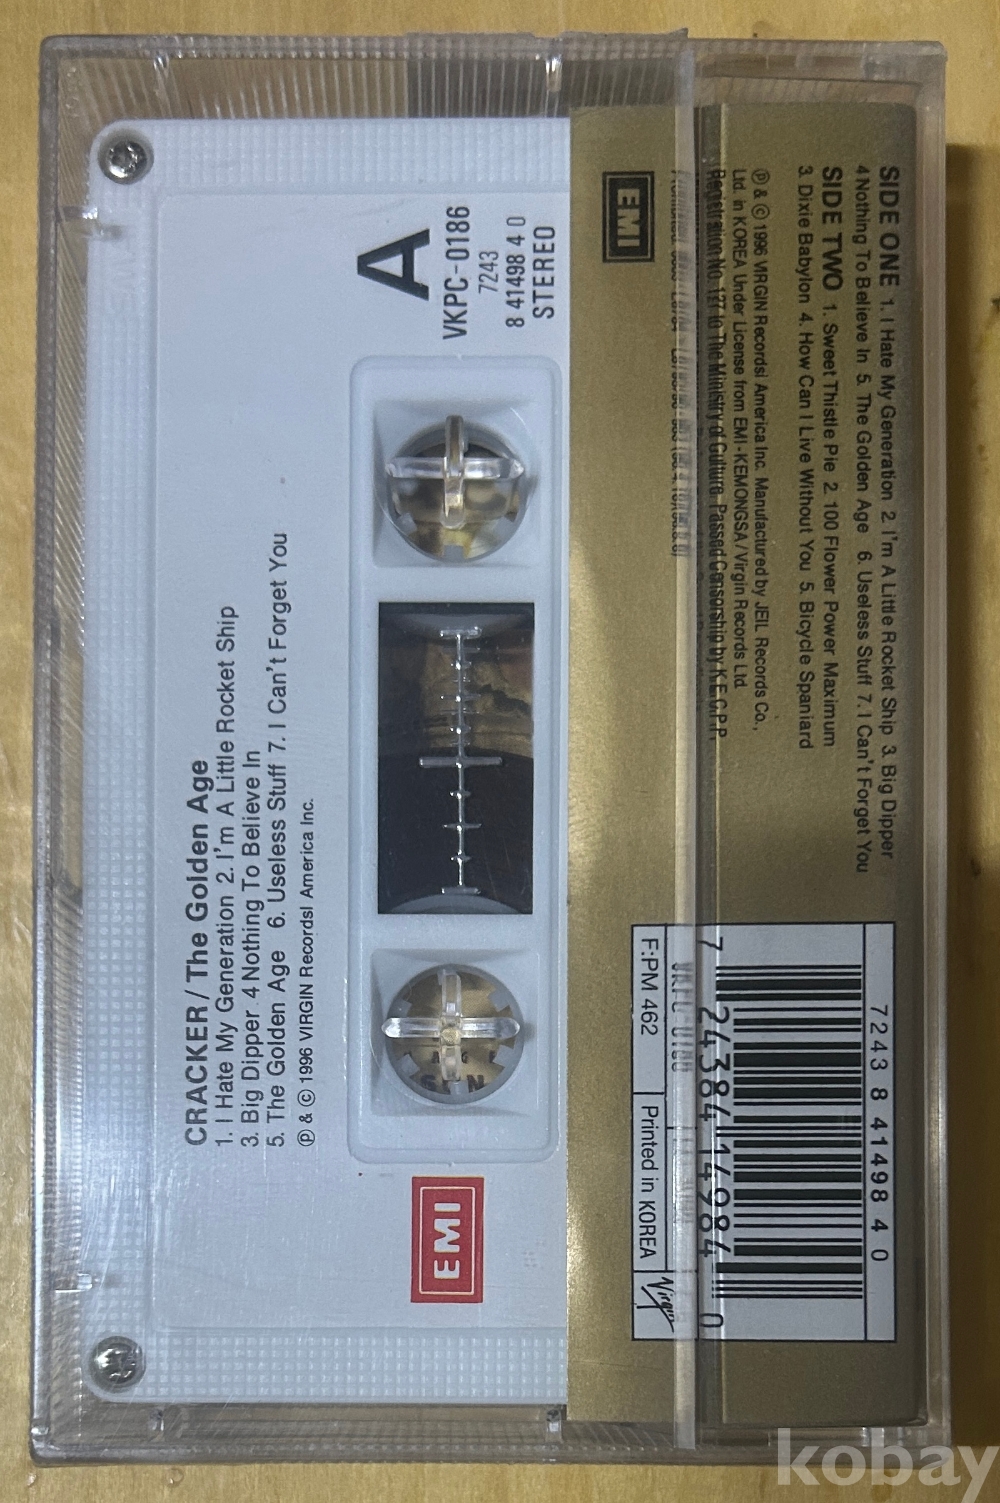 SIDE ONE 1. I Hate My Generation 2. I'm A Little Rocket Ship 3. Big Dipper
4 Nothing To Believe In 5. The Golden Age 6. Useless Stuff 7. I Can't Forget You
SIDE TWO 1. Sweet Thistle Pie 2. 100 Flower Power Maximum
3. Dixie Babylon 4. How Can I Live Without You 5. Bicycle Spaniard
℗ & © 1996 VIRGIN Records! America Inc. Manufactured by JEIL Records Co.,
Ltd. in KOREA Under License from EMI-KEMONGSA/Virgin Records Ltd.
Registration No. 127 to The Ministry of Culture. Passed Censorship by K.E.C.P.P.
EMI
7243 8 41498 4 0
7 24384 14984 0
F:PM 462
Printed in KOREA
Virgin
A
VKPC-0186
7243
8 41498 4 0
STEREO
CRACKER / The Golden Age
1. I Hate My Generation 2. I'm A Little Rocket Ship
3. Big Dipper 4 Nothing To Believe In
5. The Golden Age 6. Useless Stuff 7. I Can't Forget You
℗ & © 1996 VIRGIN Records! America Inc.
EMI
kobay